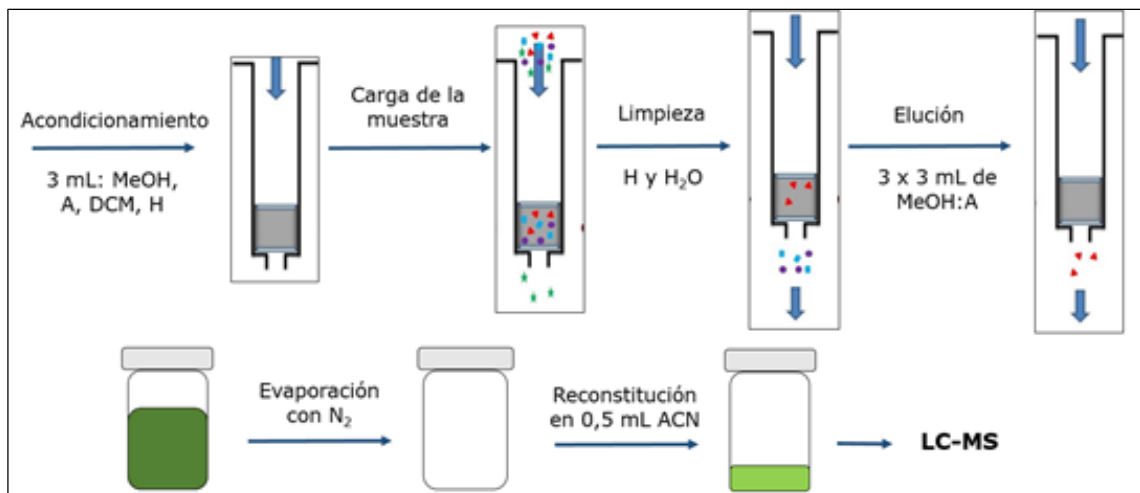 Acondicionamiento
3 mL: MeOH,
A, DCM, H
Carga de la
muestra
Limpieza
H y H₂O
Elución
3 x 3 mL de
MeOH:A
Evaporación
con N₂
Reconstitución
en 0,5 mL ACN
LC-MS